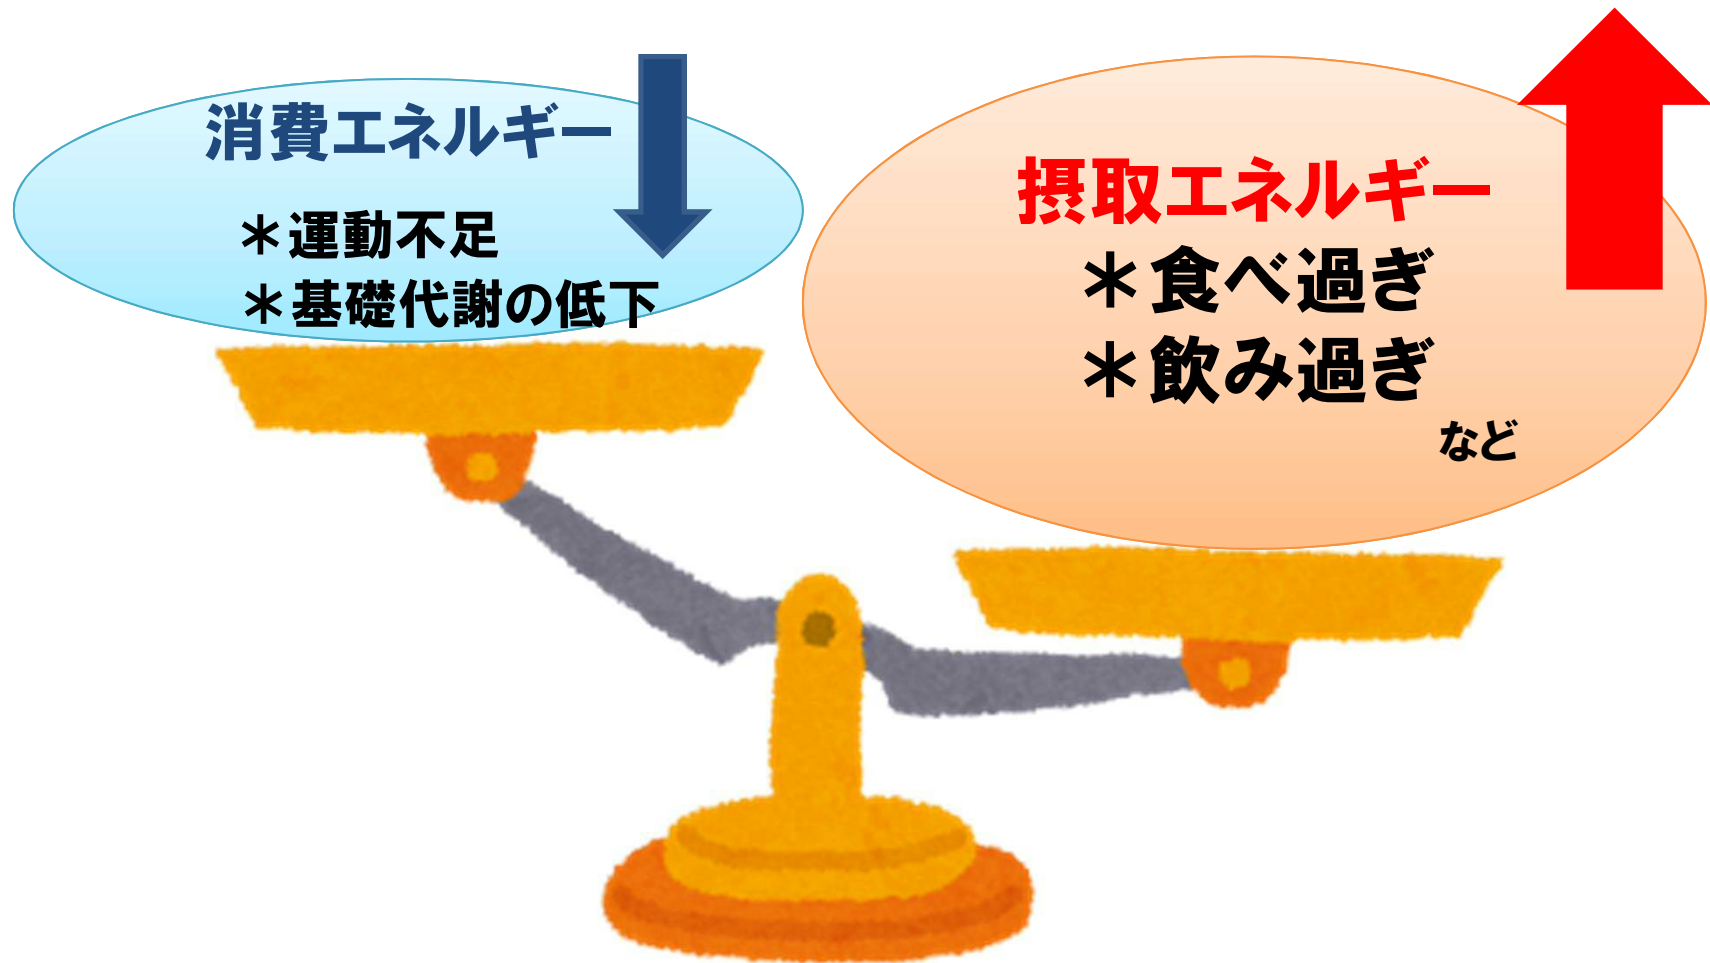 消費エネルギー
＊運動不足
＊基礎代謝の低下
摂取エネルギー
＊食べ過ぎ
＊飲み過ぎ
など